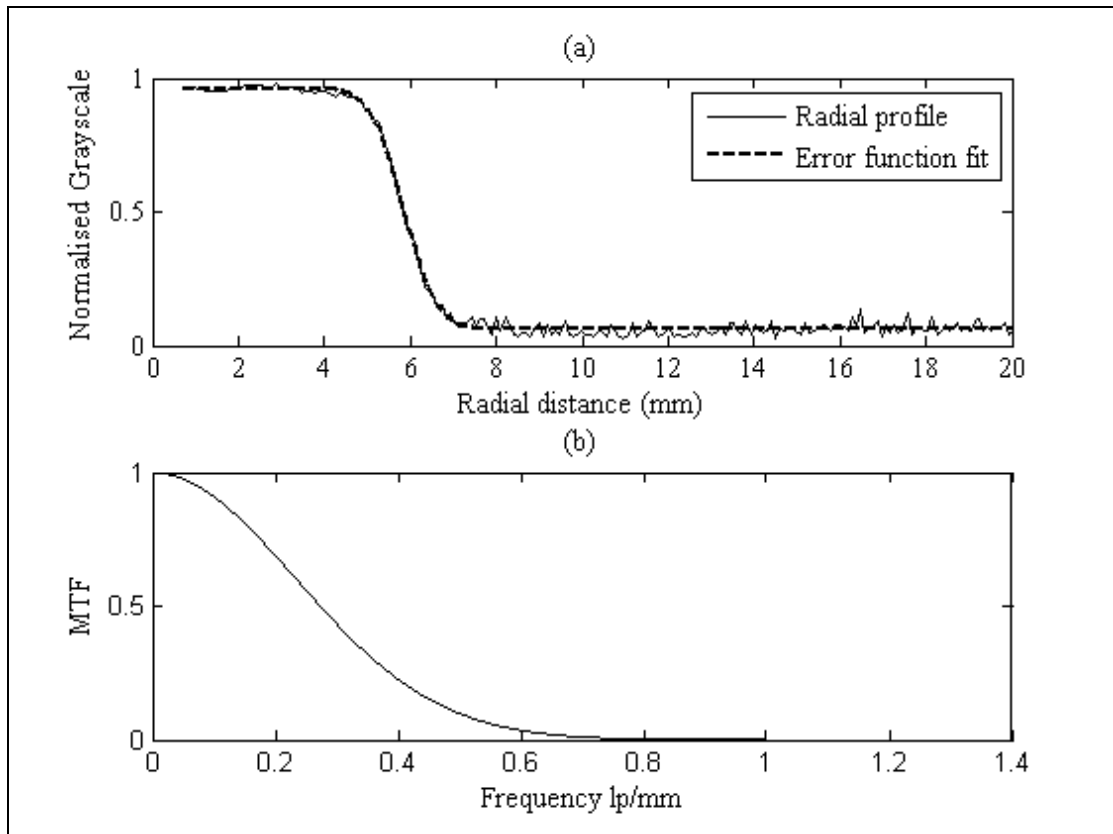 (a)
Normalised Grayscale
1
0.5
0
Radial profile
Error function fit
0 2 4 6 8 10 12 14 16 18 20
Radial distance (mm)
(b)
MTF
1
0.5
0
0 0.2 0.4 0.6 0.8 1 1.2 1.4
Frequency lp/mm